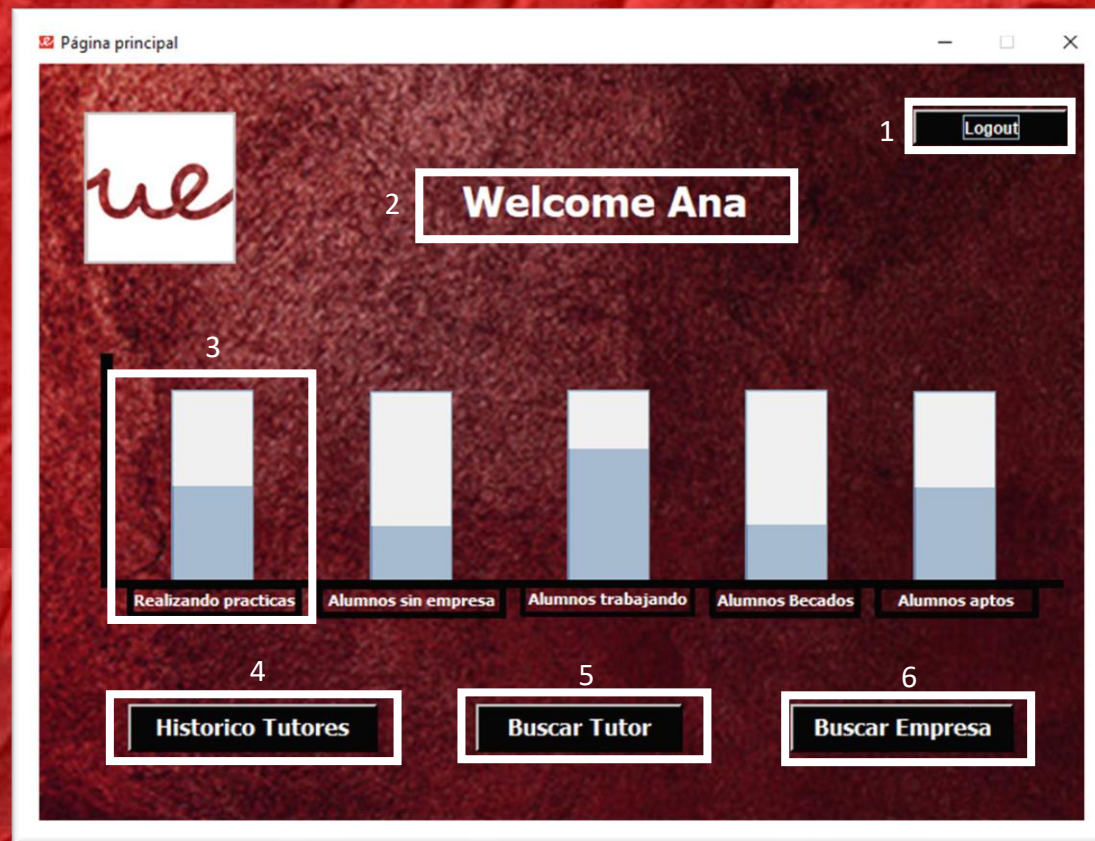 ue Página principal
1 Logout
ue
2 Welcome Ana
3
Realizando practicas Alumnos sin empresa Alumnos trabajando Alumnos Becados Alumnos aptos
4 5 6
Historico Tutores Buscar Tutor Buscar Empresa